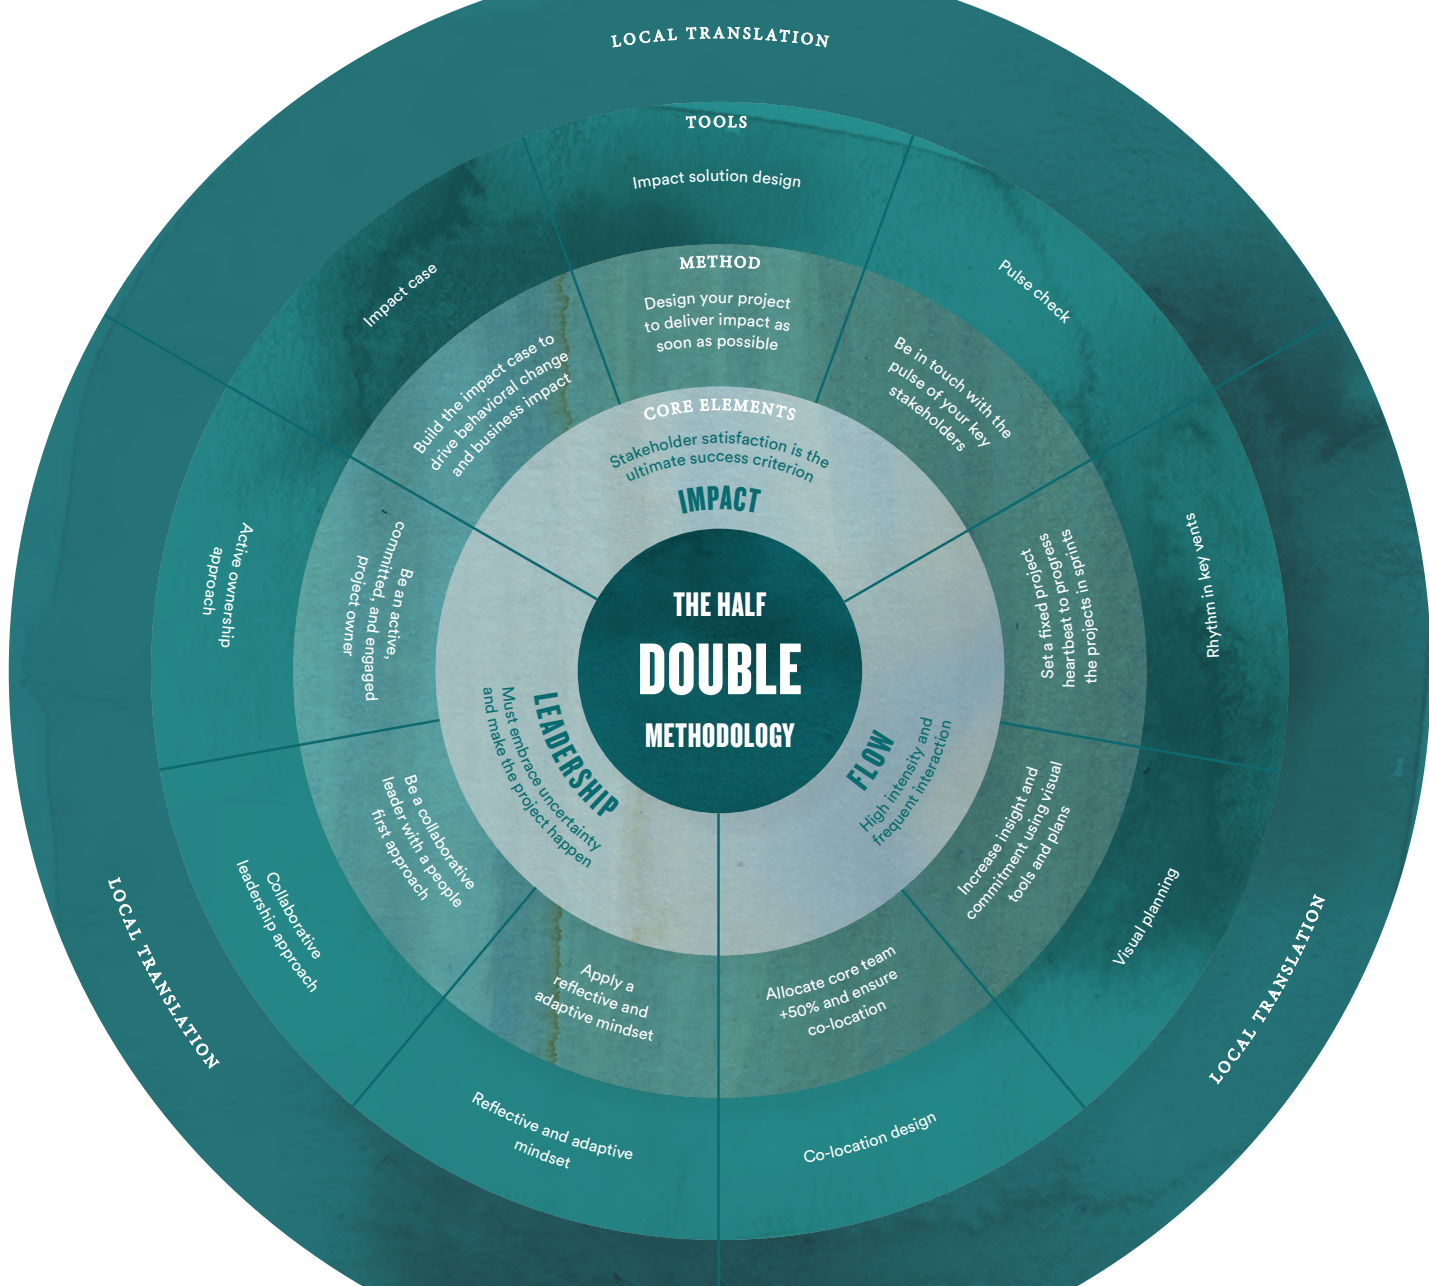 LOCAL TRANSLATION
TOOLS
Impact solution design
Impact case
Pulse check
METHOD
Design your project
to deliver impact as
soon as possible
Build the impact case to
drive behavioral change
and business impact
Be in touch with the
pulse of your key
stakeholders
CORE ELEMENTS
Stakeholder satisfaction is the
ultimate success criterion
IMPACT
THE HALF
DOUBLE
METHODOLOGY
Active ownership
approach
Be an active,
committed, and engaged
project owner
Set a fixed project
heartbeat to progress
the projects in sprints
Rhythm in key vents
LEADERSHIP
Must embrace uncertainty
and make the project happen
FLOW
High intensity and
frequent interaction
Be a collaborative
leader with a people
first approach
Increase insight and
commitment using visual
tools and plans
Collaborative
leadership approach
Visual planning
Apply a
reflective and
adaptive mindset
Allocate core team
+50% and ensure
co-location
Reflective and adaptive
mindset
Co-location design
LOCAL TRANSLATION
LOCAL TRANSLATION